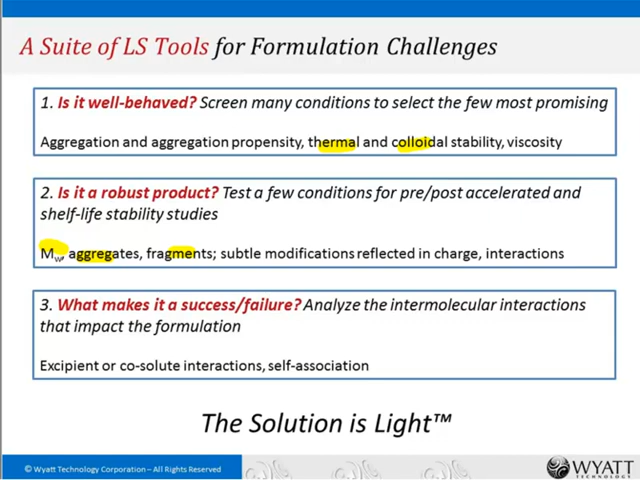 A Suite of LS Tools for Formulation Challenges
1. Is it well-behaved? Screen many conditions to select the few most promising
Aggregation and aggregation propensity, thermal and colloidal stability, viscosity
2. Is it a robust product? Test a few conditions for pre/post accelerated and
shelf-life stability studies
Mw, aggregates, fragments; subtle modifications reflected in charge, interactions
3. What makes it a success/failure? Analyze the intermolecular interactions
that impact the formulation
Excipient or co-solute interactions, self-association
The Solution is Light™
© Wyatt Technology Corporation – All Rights Reserved
WYATT
TECHNOLOGY